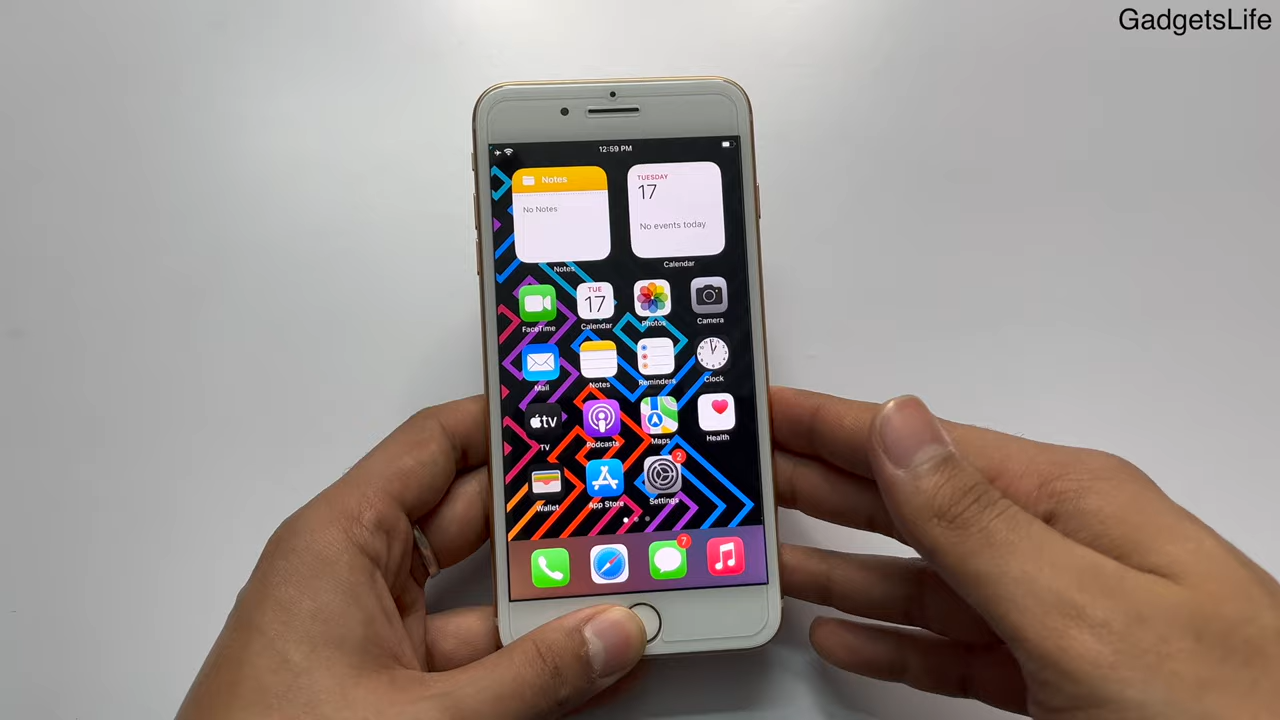 GadgetsLife
12:59 PM
Notes
No Notes
Notes
TUESDAY
17
No events today
Calendar
FaceTime
TUE
17
Calendar
Photos
Camera
Mail
Notes
Reminders
Clock
tv
TV
Podcasts
Maps
Health
Wallet
App Store
2
Settings
7